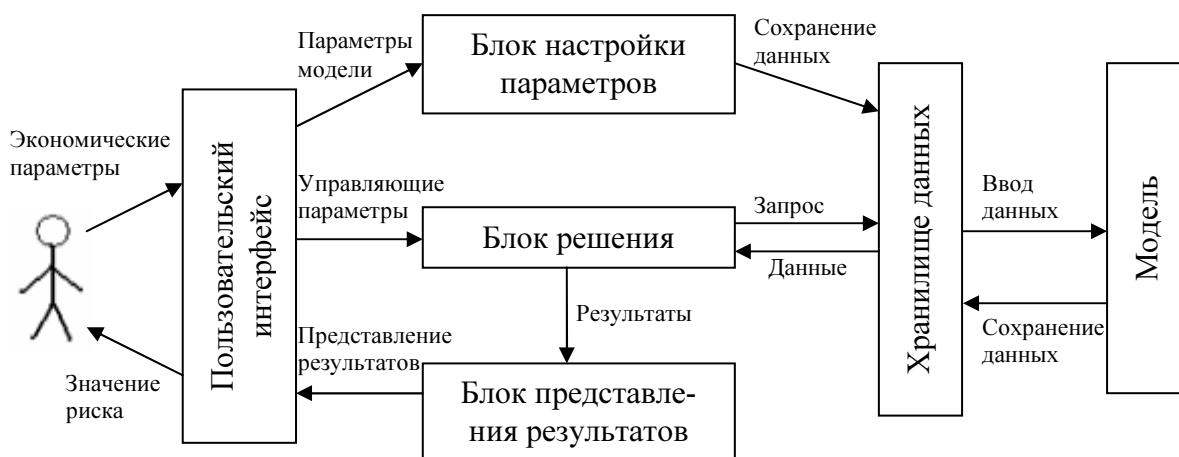 Экономические
параметры
Значение
риска
Пользовательский
интерфейс
Параметры
модели
Управляющие
параметры
Представление
результатов
Блок настройки
параметров
Блок решения
Результаты
Блок представле-
ния результатов
Сохранение
данных
Запрос
Данные
Хранилище данных
Ввод
данных
Сохранение
данных
Модель